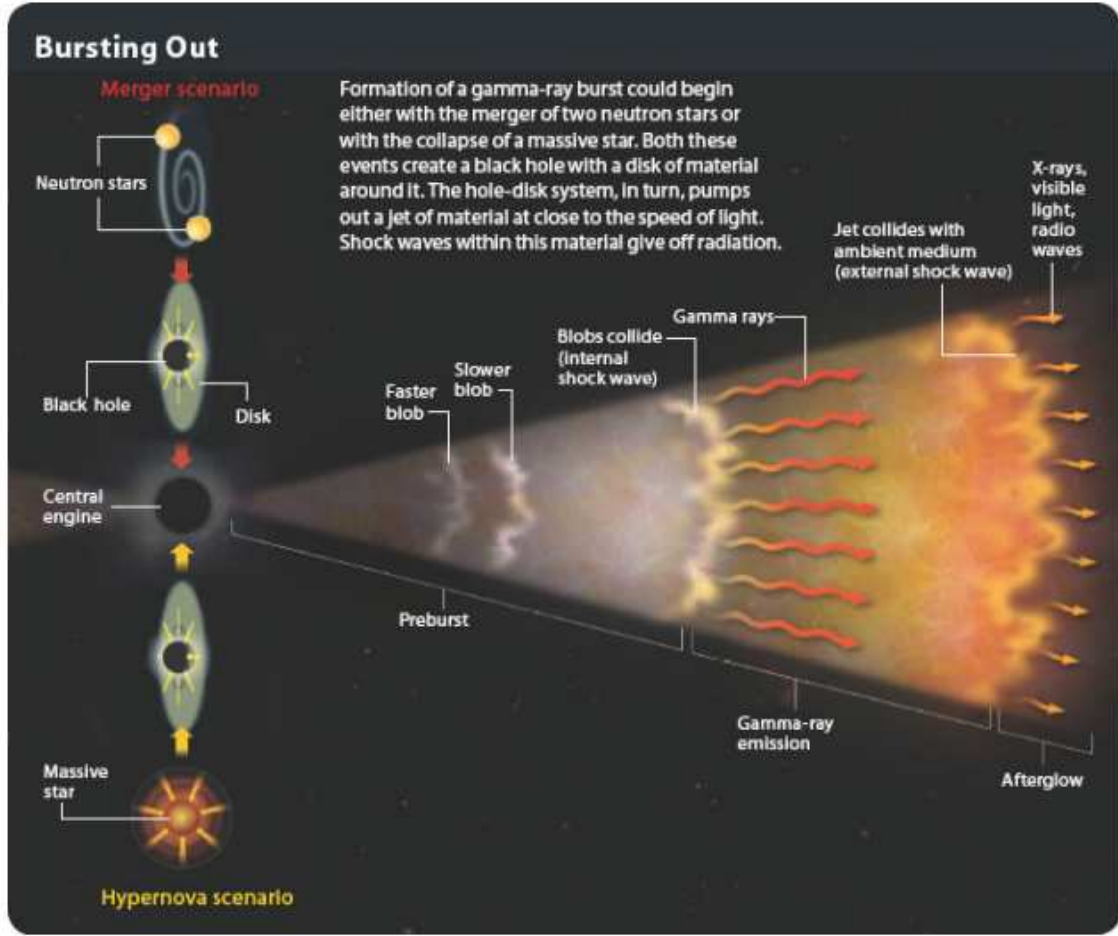 Bursting Out
Merger scenario
Formation of a gamma-ray burst could begin
either with the merger of two neutron stars or
with the collapse of a massive star. Both these
events create a black hole with a disk of material
around it. The hole-disk system, in turn, pumps
out a jet of material at close to the speed of light.
Shock waves within this material give off radiation.
Neutron stars
X-rays,
visible
light,
radio
waves
Jet collides with
ambient medium
(external shock wave)
Gamma rays
Blobs collide
(internal
shock wave)
Slower
blob
Faster
blob
Black hole
Disk
Central
engine
Preburst
Gamma-ray
emission
Afterglow
Massive
star
Hypernova scenario